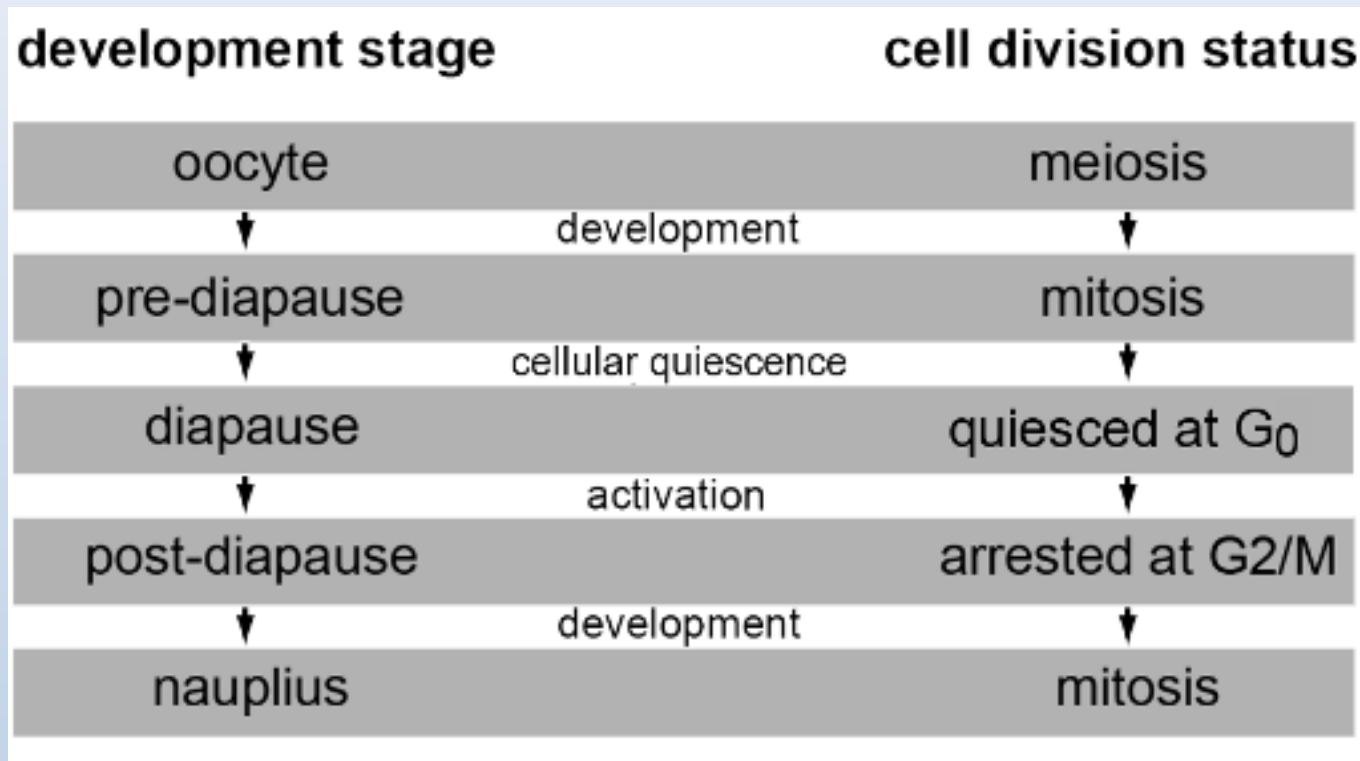 development stage cell division status
oocyte meiosis
development
pre-diapause mitosis
cellular quiescence
diapause quiesced at G₀
activation
post-diapause arrested at G2/M
development
nauplius mitosis